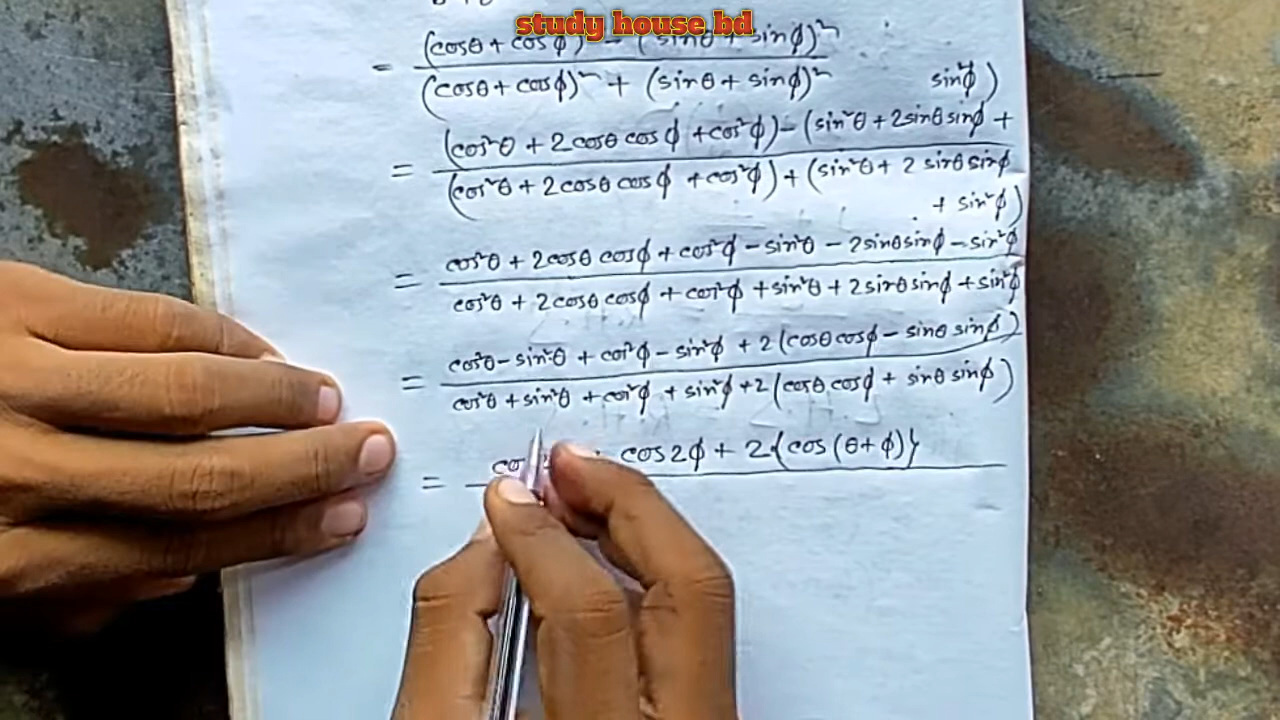 study house bd
= (cosθ + cosϕ) - (sinθ + sinϕ)²
(cosθ + cosϕ)² + (sinθ + sinϕ)²
sin²ϕ)
= (cos²θ + 2cosθ cosϕ + cos²ϕ) - (sin²θ + 2sinθ sinϕ +
(cos²θ + 2cosθ cosϕ + cos²ϕ) + (sin²θ + 2 sinθ sinϕ
+ sin²ϕ)
= cos²θ + 2cosθ cosϕ + cos²ϕ - sin²θ - 2sinθ sinϕ - sin²ϕ
cos²θ + 2cosθ cosϕ + cos²ϕ + sin²θ + 2sinθ sinϕ + sin²ϕ
= cos²θ - sin²θ + cos²ϕ - sin²ϕ + 2(cosθ cosϕ - sinθ sinϕ)
cos²θ + sin²θ + cos²ϕ + sin²ϕ + 2(cosθ cosϕ + sinθ sinϕ)
= cos2ϕ + 2{cos(θ+ϕ)}